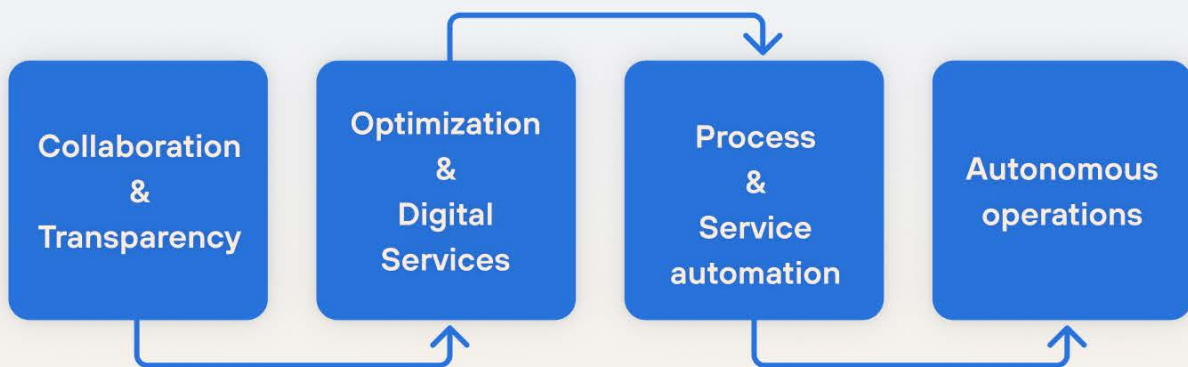 Collaboration
&
Transparency
Optimization
&
Digital
Services
Process
&
Service
automation
Autonomous
operations